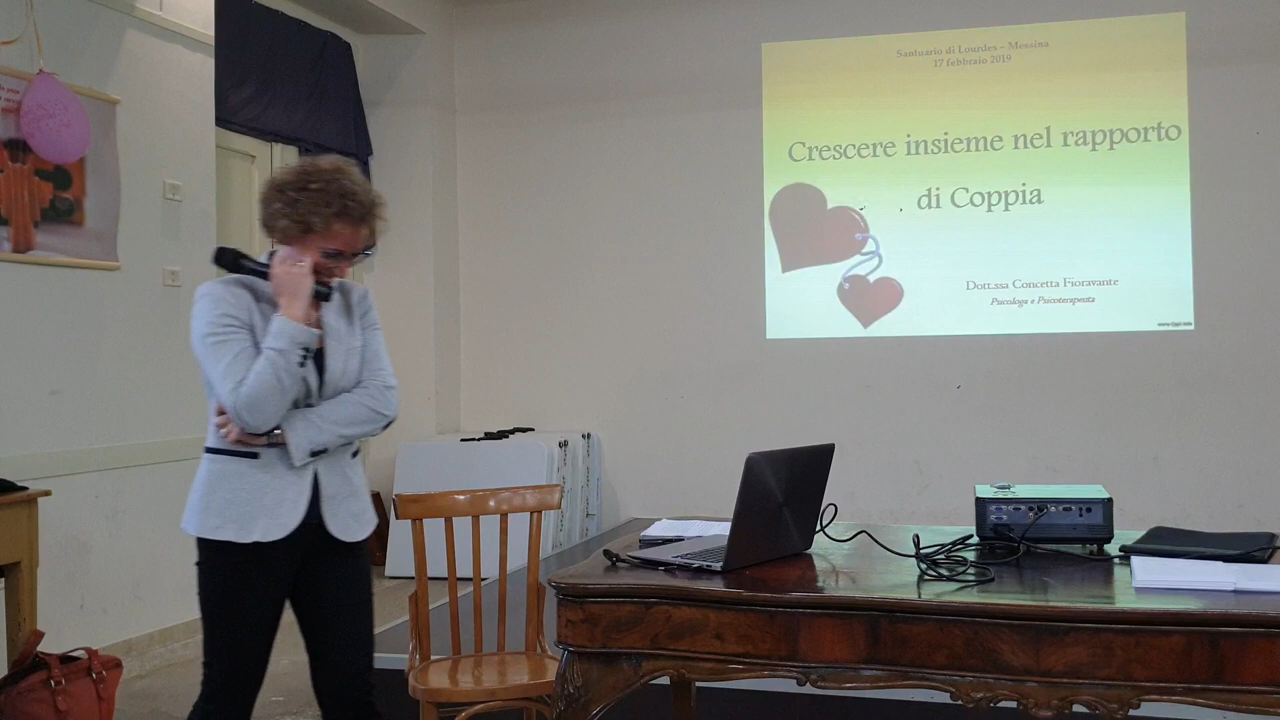 Santuario di Lourdes – Messina
17 febbraio 2019
Crescere insieme nel rapporto
di Coppia
Dott.ssa Concetta Fioravante
Psicologa e Psicoterapeuta